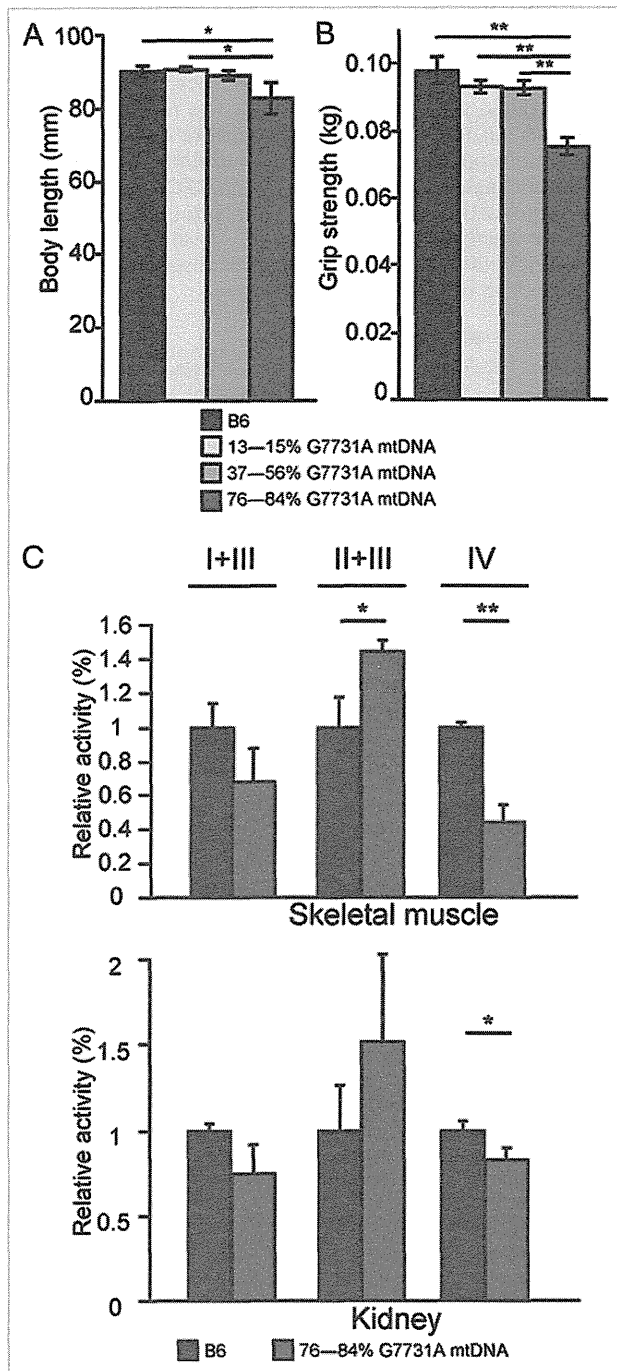 A
*
*
Body length (mm)
100
80
60
40
20
0
B
**
**
**
Grip strength (kg)
0.10
0.08
0.06
0.04
0.02
0
B6
13—15% G7731A mtDNA
37—56% G7731A mtDNA
76—84% G7731A mtDNA
C
I+III II+III IV
* **
Relative activity (%)
1.6
1.4
1.2
1
0.8
0.6
0.4
0.2
0
Skeletal muscle
*
Relative activity (%)
2
1.5
1
0.5
0
Kidney
B6 76—84% G7731A mtDNA